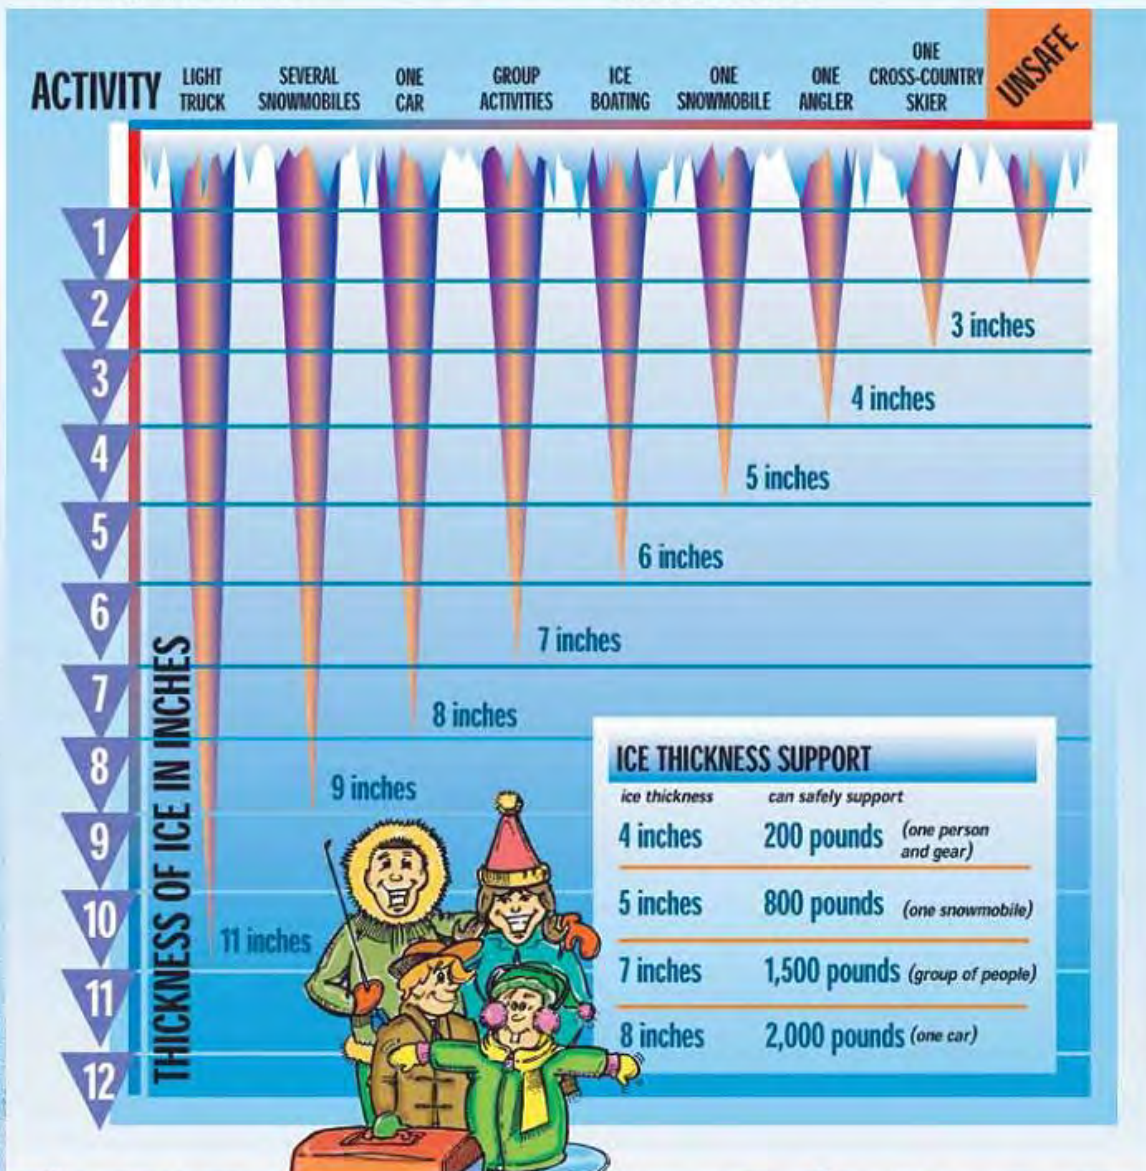 ACTIVITY
LIGHT
TRUCK
SEVERAL
SNOWMOBILES
ONE
CAR
GROUP
ACTIVITIES
ICE
BOATING
ONE
SNOWMOBILE
ONE
ANGLER
ONE
CROSS-COUNTRY
SKIER
UNSAFE
1
2
3
4
5
6
7
8
9
10
11
12
THICKNESS OF ICE IN INCHES
3 inches
4 inches
5 inches
6 inches
7 inches
8 inches
9 inches
11 inches
ICE THICKNESS SUPPORT
ice thickness can safely support
4 inches 200 pounds (one person
and gear)
5 inches 800 pounds (one snowmobile)
7 inches 1,500 pounds (group of people)
8 inches 2,000 pounds (one car)